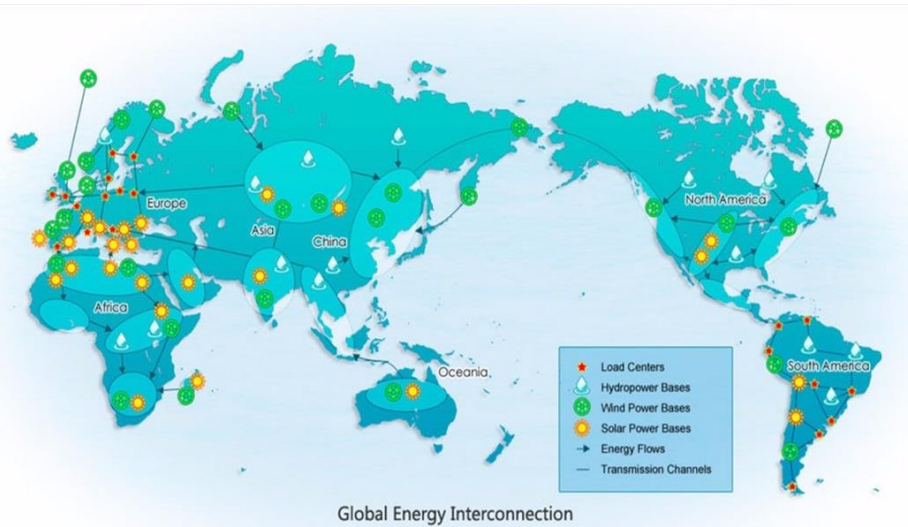 Europe
Asia
China
North America
Africa
South America
Oceania
Load Centers
Hydropower Bases
Wind Power Bases
Solar Power Bases
Energy Flows
Transmission Channels
Global Energy Interconnection